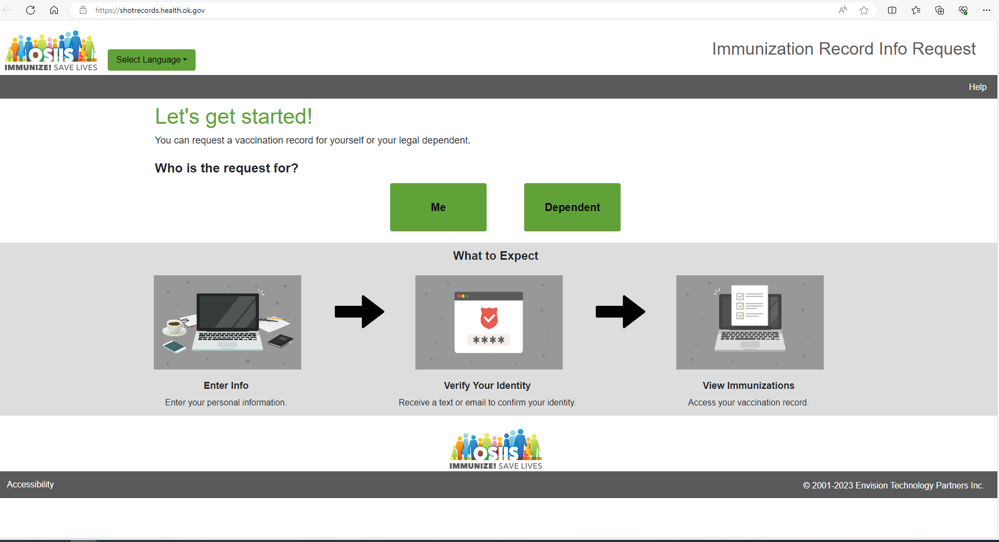 https://shotrecords.health.ok.gov
OSIIS
IMMUNIZE! SAVE LIVES
Select Language
Immunization Record Info Request
Help
Let's get started!
You can request a vaccination record for yourself or your legal dependent.
Who is the request for?
Me
Dependent
What to Expect
****
Enter Info
Verify Your Identity
View Immunizations
Enter your personal information.
Receive a text or email to confirm your identity.
Access your vaccination record.
OSIIS
IMMUNIZE! SAVE LIVES
Accessibility
© 2001-2023 Envision Technology Partners Inc.